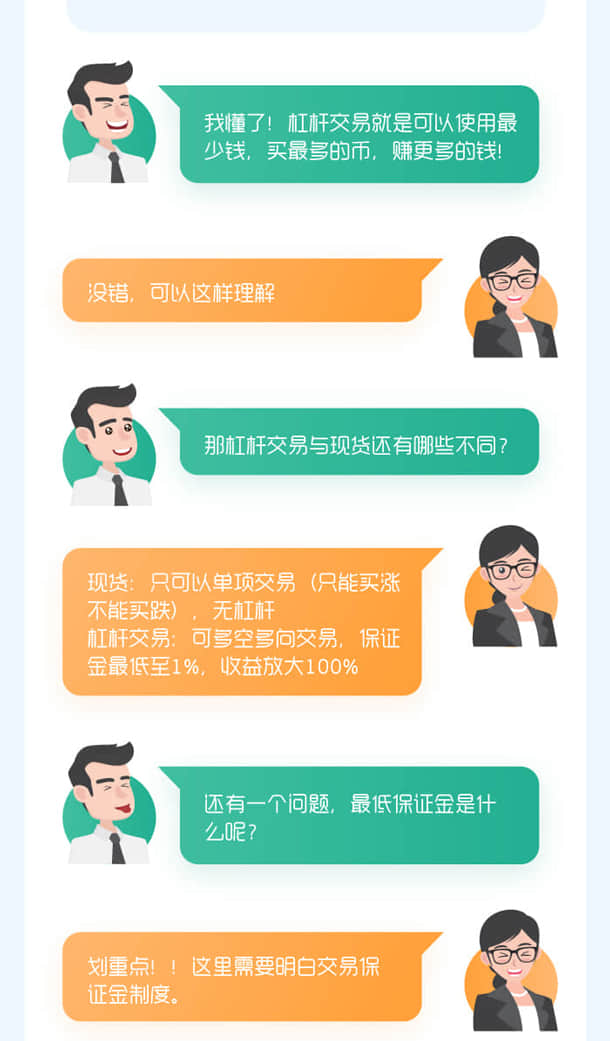 我懂了！杠杆交易就是可以使用最
少钱，买最多的币，赚更多的钱！
没错，可以这样理解
那杠杆交易与现货还有哪些不同？
现货：只可以单项交易（只能买涨
不能买跌），无杠杆
杠杆交易：可多空多向交易，保证
金最低至1%，收益放大100%
还有一个问题，最低保证金是什
么呢？
划重点！！这里需要明白交易保
证金制度。